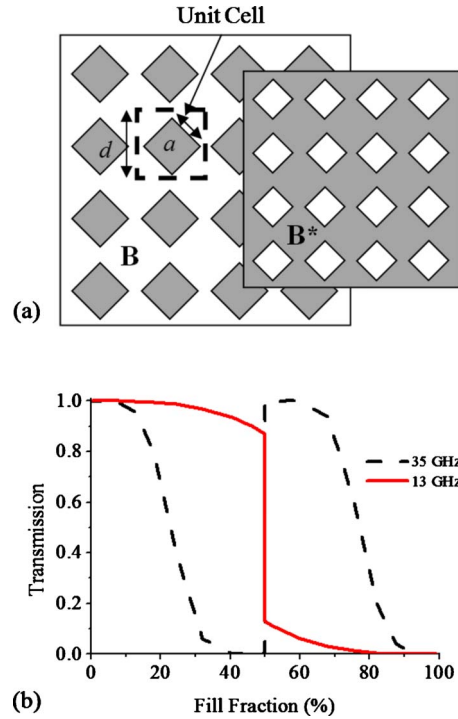 Unit Cell
d
a
B
B*
(a)
1.0
0.8
0.6
0.4
0.2
0.0
Transmission
35 GHz
13 GHz
0 20 40 60 80 100
Fill Fraction (%)
(b)